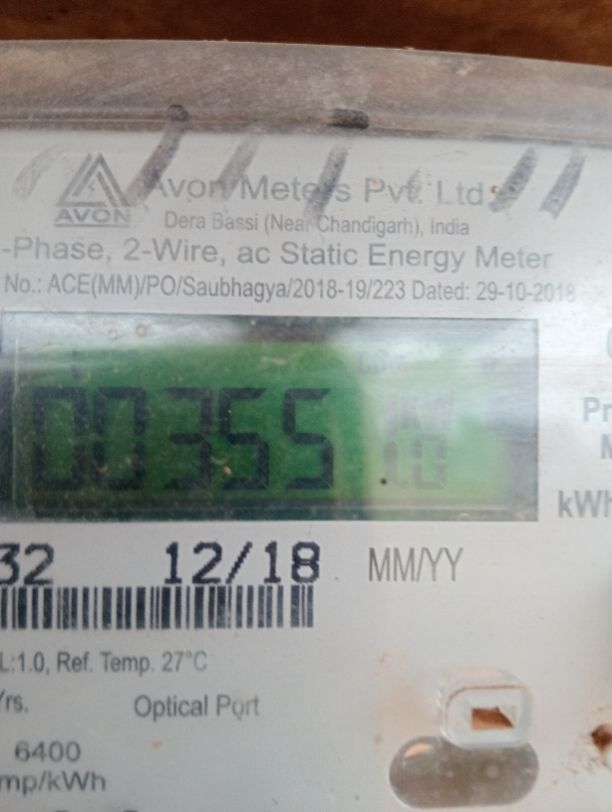 AVON
Avon Meters Pvt. Ltd.
Dera Bassi (Near Chandigarh), India
-Phase, 2-Wire, ac Static Energy Meter
No.: ACE(MM)/PO/Saubhagya/2018-19/223 Dated: 29-10-2018
00355
Pr
M
kWh
32 12/18 MM/YY
L:1.0, Ref. Temp. 27°C
Yrs. Optical Port
6400
mp/kWh